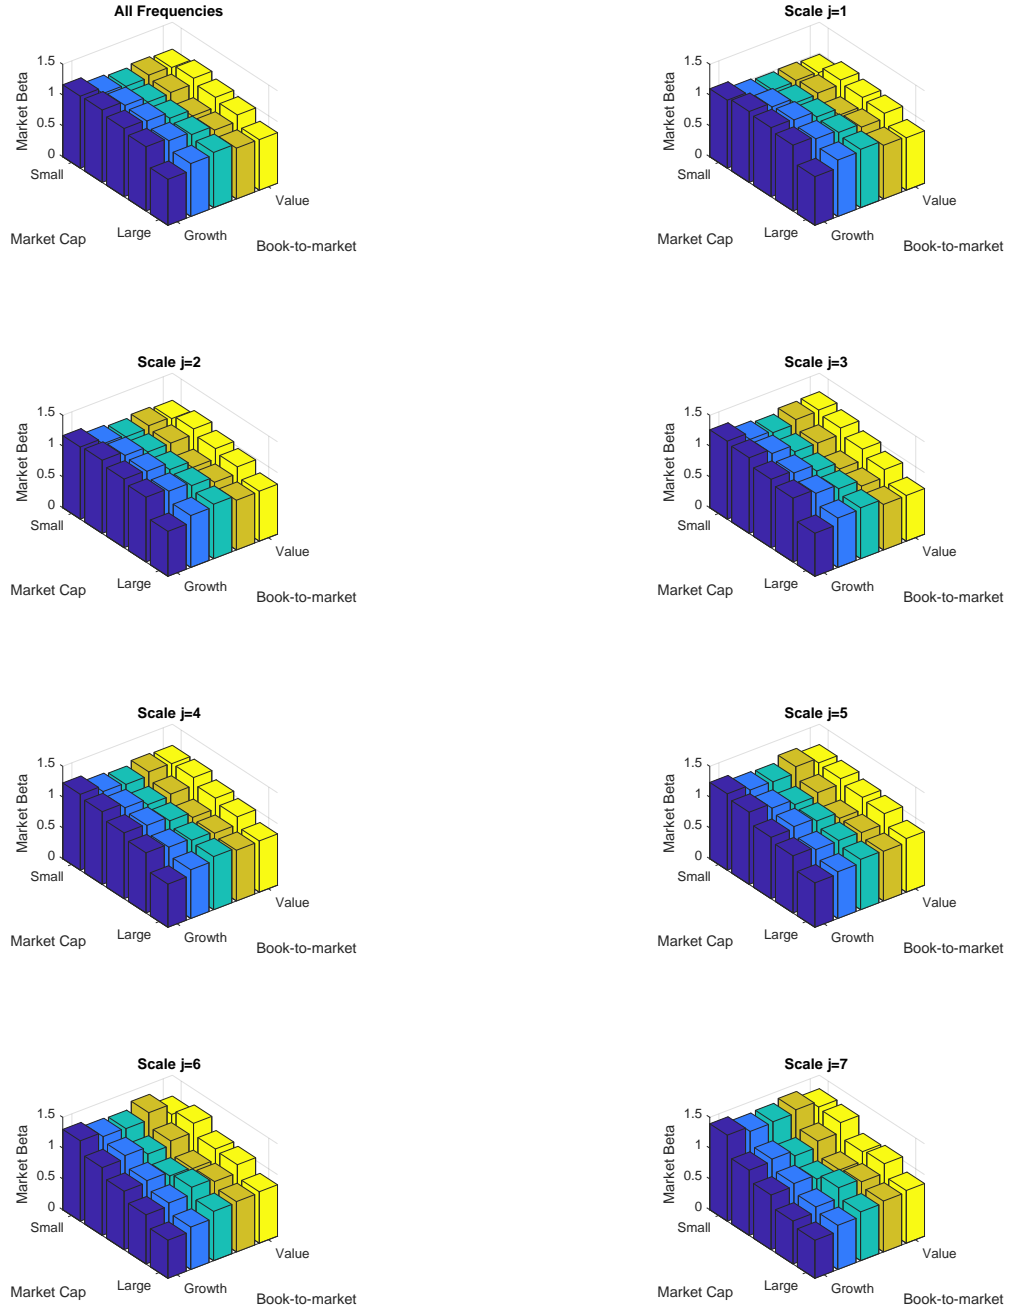 All Frequencies
1.5
1
0.5
0
Market Beta
Small
Large
Market Cap
Growth
Value
Book-to-market
Scale j=1
1.5
1
0.5
0
Market Beta
Small
Large
Market Cap
Growth
Value
Book-to-market
Scale j=2
1.5
1
0.5
0
Market Beta
Small
Large
Market Cap
Growth
Value
Book-to-market
Scale j=3
1.5
1
0.5
0
Market Beta
Small
Large
Market Cap
Growth
Value
Book-to-market
Scale j=4
1.5
1
0.5
0
Market Beta
Small
Large
Market Cap
Growth
Value
Book-to-market
Scale j=5
1.5
1
0.5
0
Market Beta
Small
Large
Market Cap
Growth
Value
Book-to-market
Scale j=6
1.5
1
0.5
0
Market Beta
Small
Large
Market Cap
Growth
Value
Book-to-market
Scale j=7
1.5
1
0.5
0
Market Beta
Small
Large
Market Cap
Growth
Value
Book-to-market